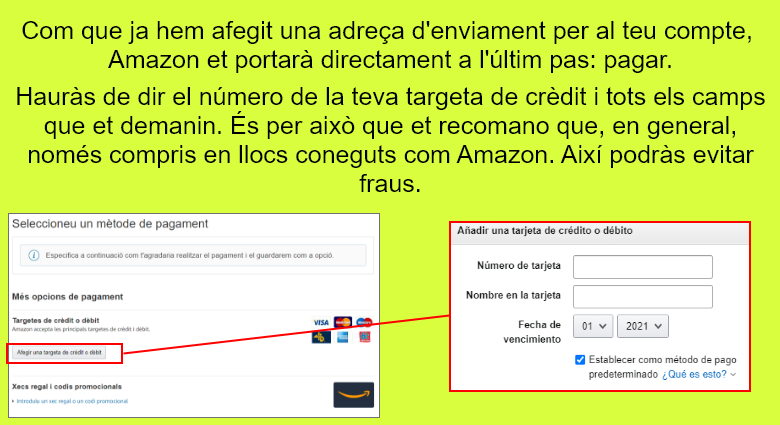 Com que ja hem afegit una adreça d'enviament per al teu compte,
Amazon et portarà directament a l'últim pas: pagar.
Hauràs de dir el número de la teva targeta de crèdit i tots els camps
que et demanin. És per això que et recomano que, en general,
només compris en llocs coneguts com Amazon. Així podràs evitar
fraus.
Seleccioneu un mètode de pagament
Especifica a continuació com t'agradaria realitzar el pagament i el guardarem com a opció.
Més opcions de pagament
Targetes de crèdit o dèbit
Amazon accepta les principals targetes de crèdit i dèbit.
VISA
Afegir una targeta de crèdit o dèbit
Xecs regal i codis promocionals
Introduïu un xec regal o un codi promocional
Añadir una tarjeta de crédito o débito
Número de tarjeta
Nombre en la tarjeta
Fecha de vencimiento 01 2021
Establecer como método de pago
predeterminado ¿Qué es esto?